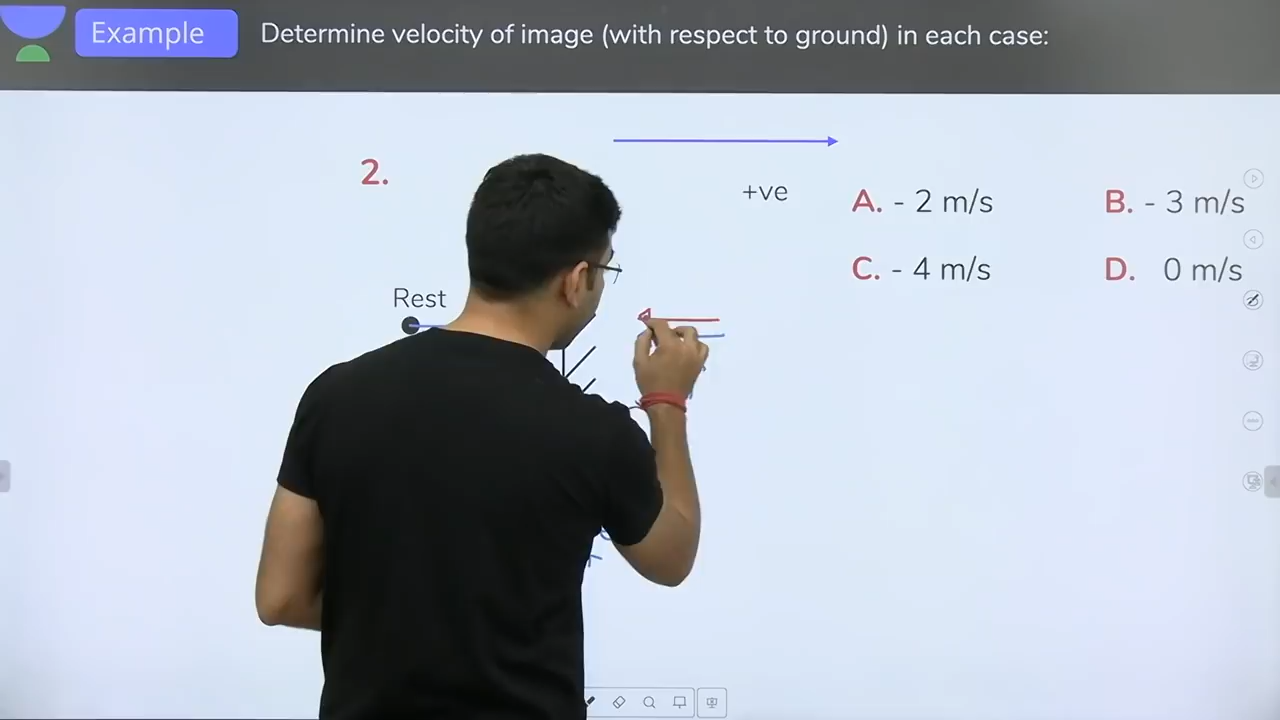 Example Determine velocity of image (with respect to ground) in each case:
2.
+ve
A. - 2 m/s B. - 3 m/s
C. - 4 m/s D. 0 m/s
Rest